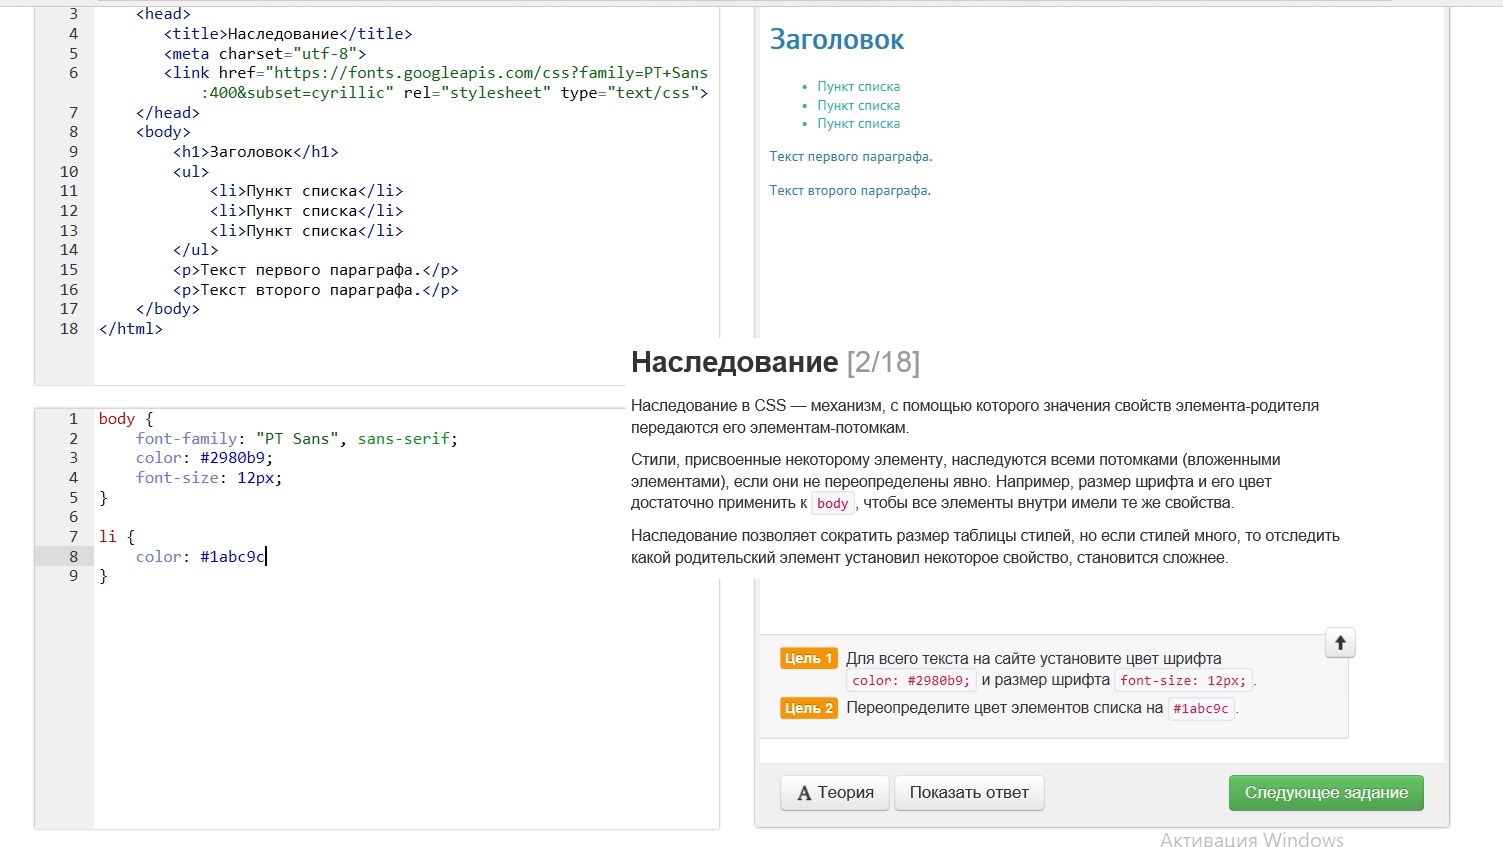 3 <head>
4 <title>Наследование</title>
5 <meta charset="utf-8">
6 <link href="https://fonts.googleapis.com/css?family=PT+Sans
:400&subset=cyrillic" rel="stylesheet" type="text/css">
7 </head>
8 <body>
9 <h1>Заголовок</h1>
10 <ul>
11 <li>Пункт списка</li>
12 <li>Пункт списка</li>
13 <li>Пункт списка</li>
14 </ul>
15 <p>Текст первого параграфа.</p>
16 <p>Текст второго параграфа.</p>
17 </body>
18 </html>
Заголовок
• Пункт списка
• Пункт списка
• Пункт списка
Текст первого параграфа.
Текст второго параграфа.
1 body {
2 font-family: "PT Sans", sans-serif;
3 color: #2980b9;
4 font-size: 12px;
5 }
6
7 li {
8 color: #1abc9c
9 }
Наследование [2/18]
Наследование в CSS — механизм, с помощью которого значения свойств элемента-родителя
передаются его элементам-потомкам.
Стили, присвоенные некоторому элементу, наследуются всеми потомками (вложенными
элементами), если они не переопределены явно. Например, размер шрифта и его цвет
достаточно применить к body, чтобы все элементы внутри имели те же свойства.
Наследование позволяет сократить размер таблицы стилей, но если стилей много, то отследить
какой родительский элемент установил некоторое свойство, становится сложнее.
Цель 1 Для всего текста на сайте установите цвет шрифта
color: #2980b9; и размер шрифта font-size: 12px; .
Цель 2 Переопределите цвет элементов списка на #1abc9c .
A Теория
Показать ответ
Следующее задание
Активация Windows